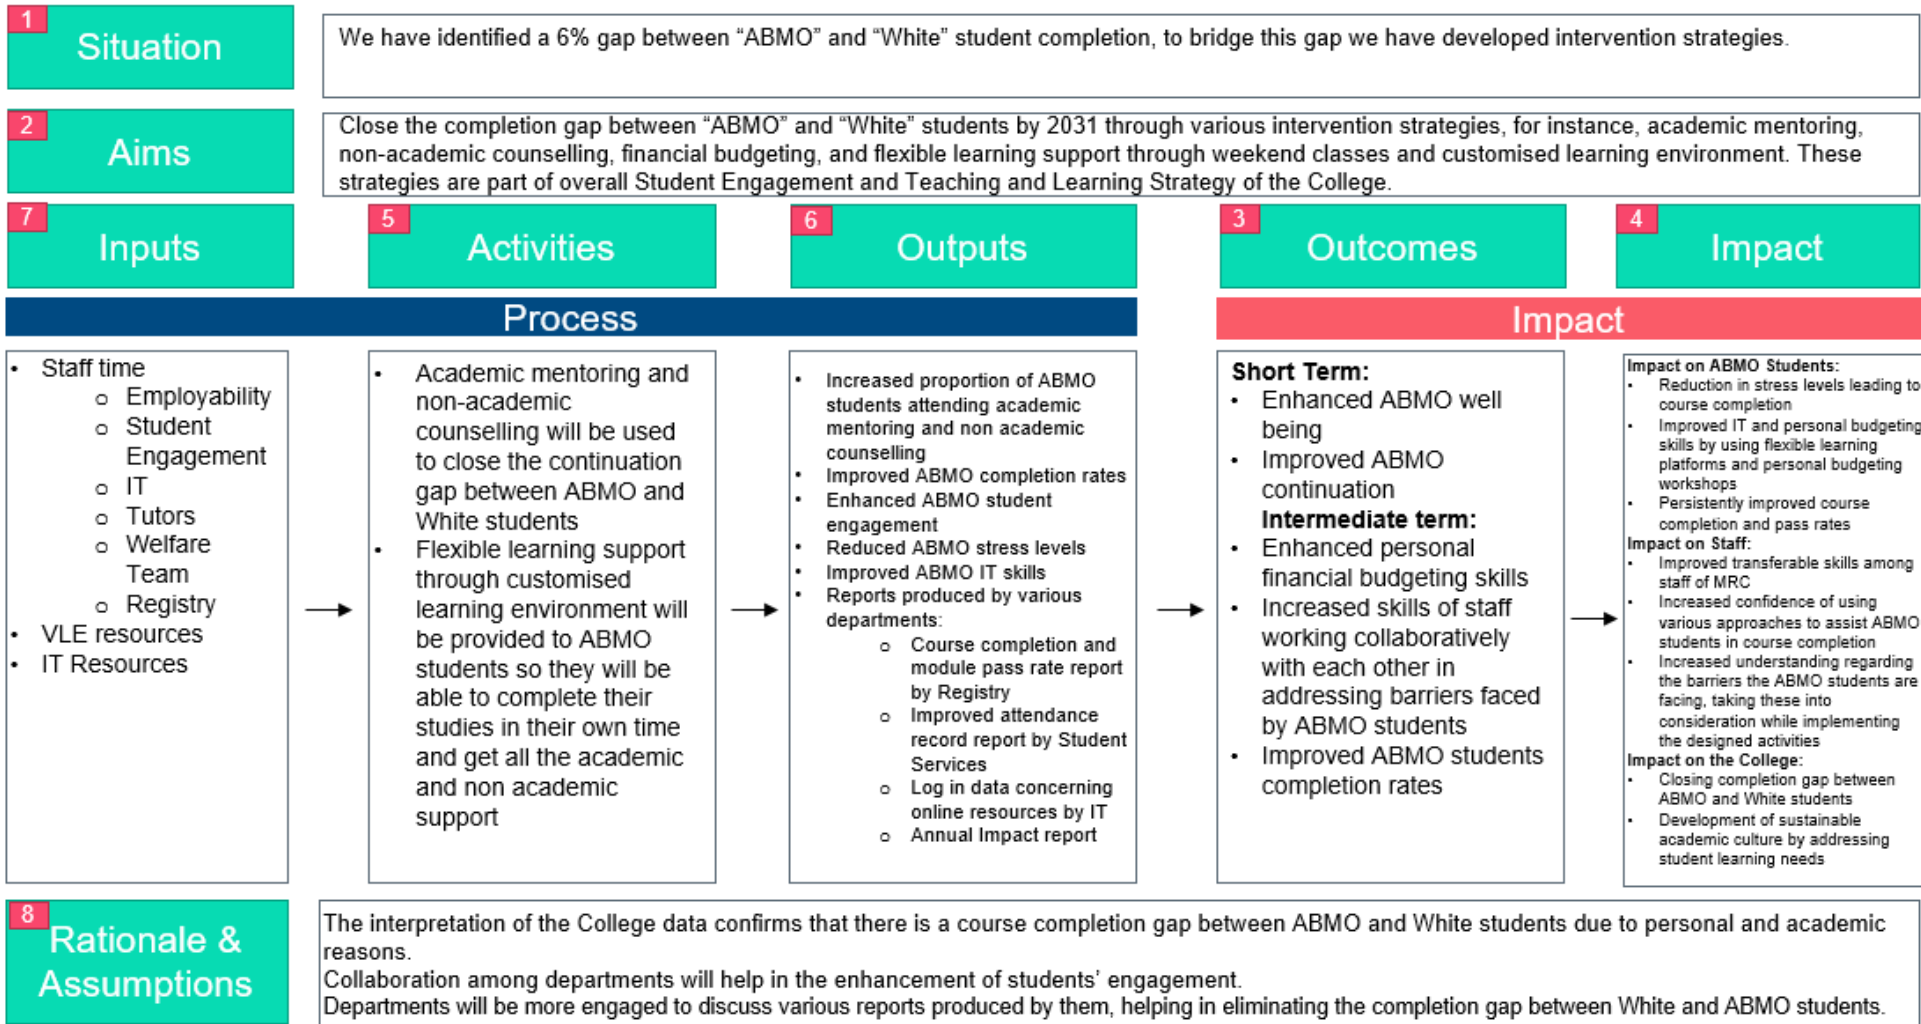 1
Situation
We have identified a 6% gap between “ABMO” and “White” student completion, to bridge this gap we have developed intervention strategies.
2
Aims
Close the completion gap between “ABMO” and “White” students by 2031 through various intervention strategies, for instance, academic mentoring,
non-academic counselling, financial budgeting, and flexible learning support through weekend classes and customised learning environment. These
strategies are part of overall Student Engagement and Teaching and Learning Strategy of the College.
7
Inputs
5
Activities
6
Outputs
3
Outcomes
4
Impact
Process
Impact
• Staff time
o Employability
o Student
Engagement
o IT
o Tutors
o Welfare
Team
o Registry
• VLE resources
• IT Resources
• Academic mentoring and
non-academic
counselling will be used
to close the continuation
gap between ABMO and
White students
• Flexible learning support
through customised
learning environment will
be provided to ABMO
students so they will be
able to complete their
studies in their own time
and get all the academic
and non academic
support
• Increased proportion of ABMO
students attending academic
mentoring and non academic
counselling
• Improved ABMO completion rates
• Enhanced ABMO student
engagement
• Reduced ABMO stress levels
• Improved ABMO IT skills
• Reports produced by various
departments:
o Course completion and
module pass rate report
by Registry
o Improved attendance
record report by Student
Services
o Log in data concerning
online resources by IT
o Annual Impact report
Short Term:
• Enhanced ABMO well
being
• Improved ABMO
continuation
Intermediate term:
• Enhanced personal
financial budgeting skills
• Increased skills of staff
working collaboratively
with each other in
addressing barriers faced
by ABMO students
• Improved ABMO students
completion rates
Impact on ABMO Students:
• Reduction in stress levels leading to
course completion
• Improved IT and personal budgeting
skills by using flexible learning
platforms and personal budgeting
workshops
• Persistently improved course
completion and pass rates
Impact on Staff:
• Improved transferable skills among
staff of MRC
• Increased confidence of using
various approaches to assist ABMO
students in course completion
• Increased understanding regarding
the barriers the ABMO students are
facing, taking these into
consideration while implementing
the designed activities
Impact on the College:
• Closing completion gap between
ABMO and White students
• Development of sustainable
academic culture by addressing
student learning needs
8
Rationale &
Assumptions
The interpretation of the College data confirms that there is a course completion gap between ABMO and White students due to personal and academic
reasons.
Collaboration among departments will help in the enhancement of students’ engagement.
Departments will be more engaged to discuss various reports produced by them, helping in eliminating the completion gap between White and ABMO students.